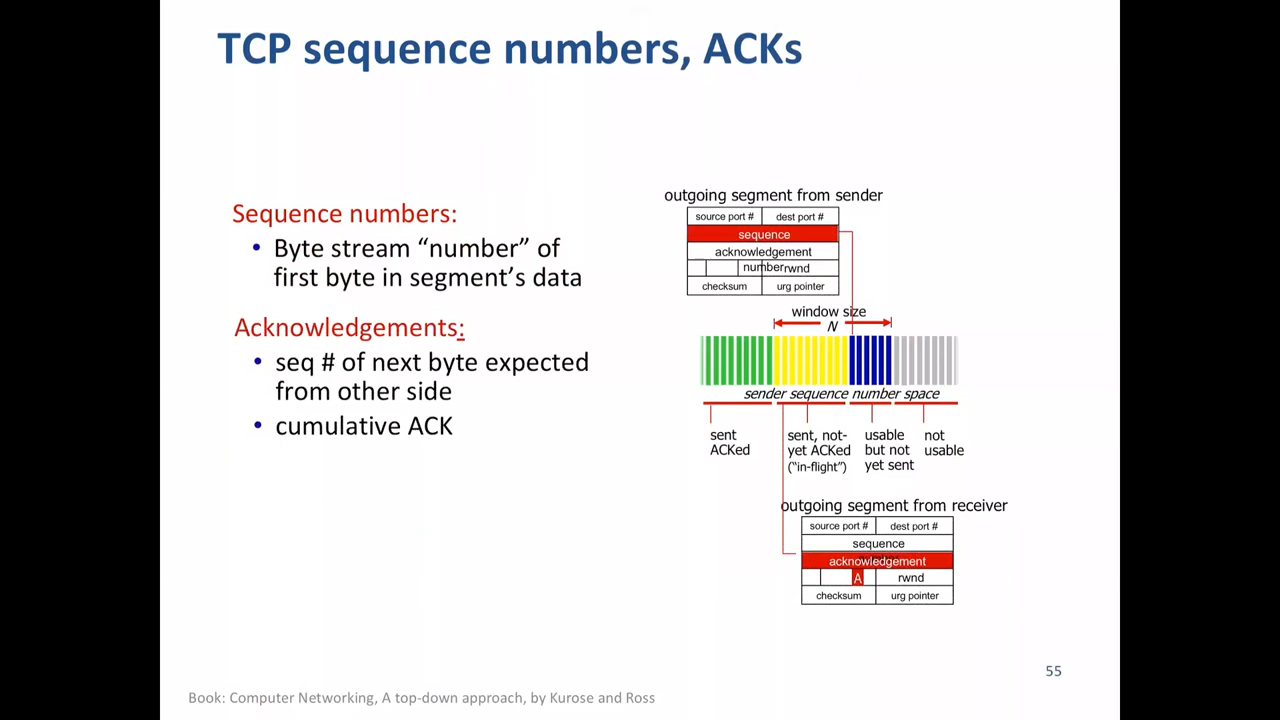 TCP sequence numbers, ACKs
Sequence numbers:
• Byte stream “number” of
first byte in segment’s data
Acknowledgements:
• seq # of next byte expected
from other side
• cumulative ACK
outgoing segment from sender
source port # dest port #
sequence
acknowledgement
number rwnd
checksum urg pointer
window size
N
sender sequence number space
sent
ACKed
sent, not-
yet ACKed
(“in-flight”)
usable
but not
yet sent
not
usable
outgoing segment from receiver
source port # dest port #
sequence
acknowledgement
A rwnd
checksum urg pointer
55
Book: Computer Networking, A top-down approach, by Kurose and Ross